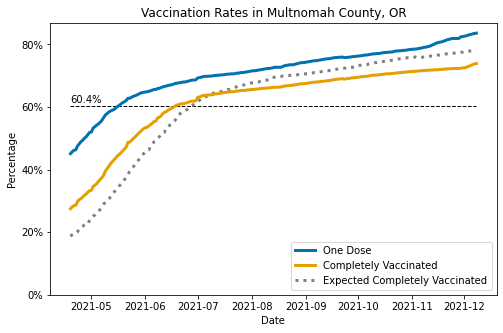 Vaccination Rates in Multnomah County, OR
80%
60.4%
60%
40%
20%
0%
Percentage
One Dose
Completely Vaccinated
Expected Completely Vaccinated
2021-05 2021-06 2021-07 2021-08 2021-09 2021-10 2021-11 2021-12
Date